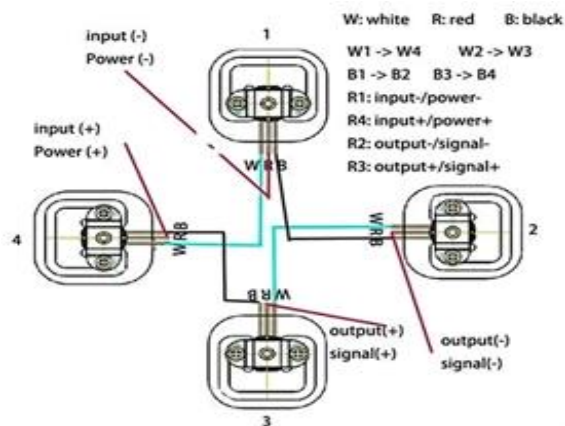 W: white R: red B: black
input (-)
Power (-)
1
W1 -> W4 W2 -> W3
B1 -> B2 B3 -> B4
R1: input-/power-
R4: input+/power+
R2: output-/signal-
R3: output+/signal+
input (+)
Power (+)
W R B
4
W R B
W R B
2
W R B
output(+)
signal(+)
output(-)
signal(-)
3